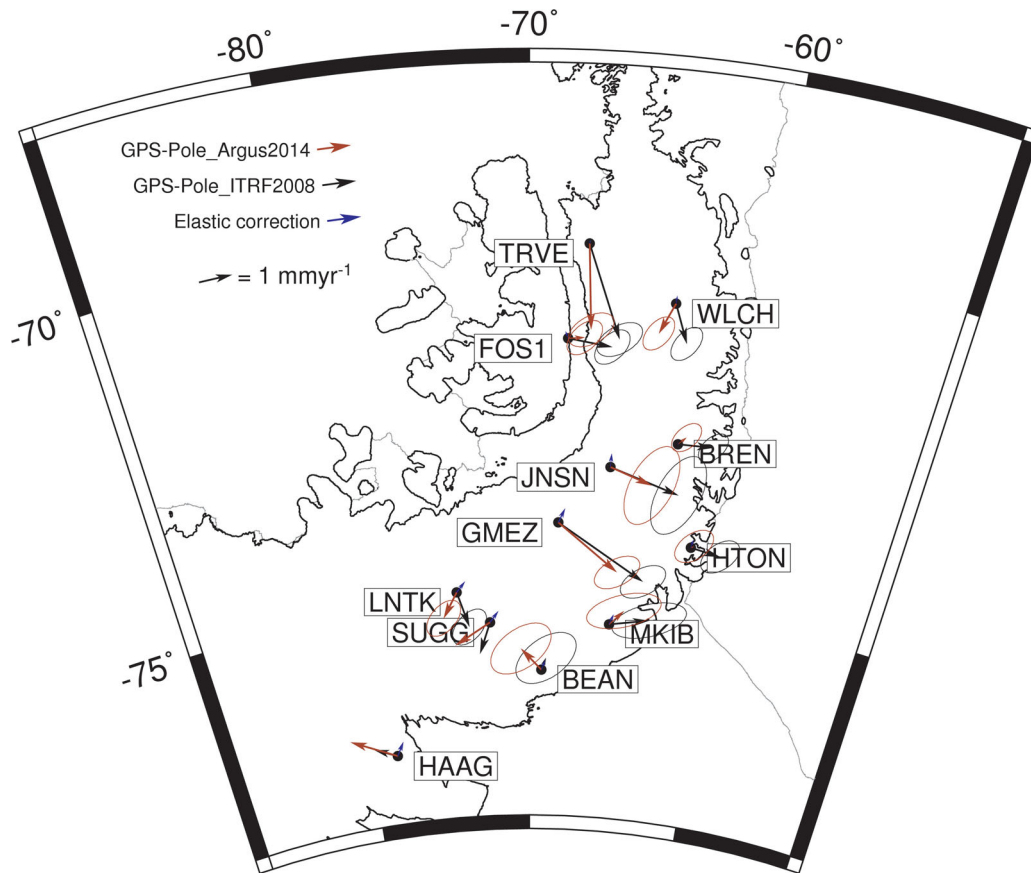 -80°
-70°
-60°
GPS-Pole_Argus2014
GPS-Pole_ITRF2008
Elastic correction
= 1 mmyr-1
TRVE
WLCH
-70°
FOS1
BREN
JNSN
GMEZ
HTON
LNTK
SUGG
MKIB
-75°
BEAN
HAAG